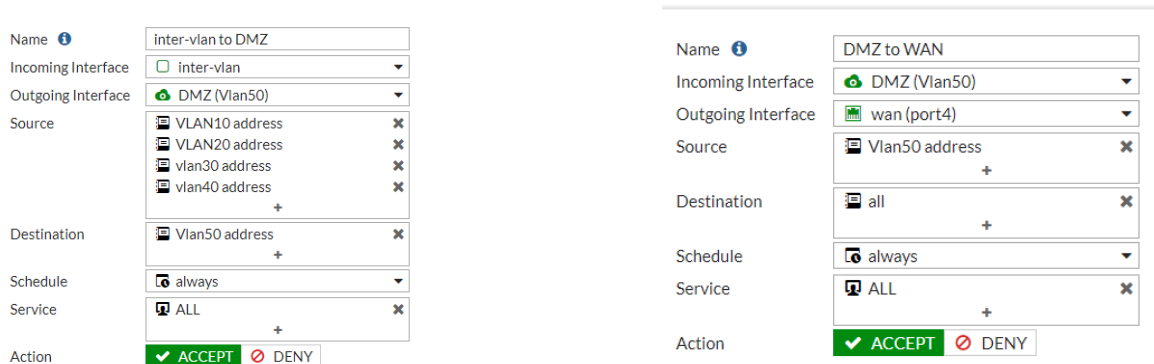 Name inter-vlan to DMZ
Incoming Interface inter-vlan
Outgoing Interface DMZ (Vlan50)
Source VLAN10 address
VLAN20 address
vlan30 address
vlan40 address
+
Destination Vlan50 address
+
Schedule always
Service ALL
+
Action ACCEPT DENY
Name DMZ to WAN
Incoming Interface DMZ (Vlan50)
Outgoing Interface wan (port4)
Source Vlan50 address
+
Destination all
+
Schedule always
Service ALL
+
Action ACCEPT DENY